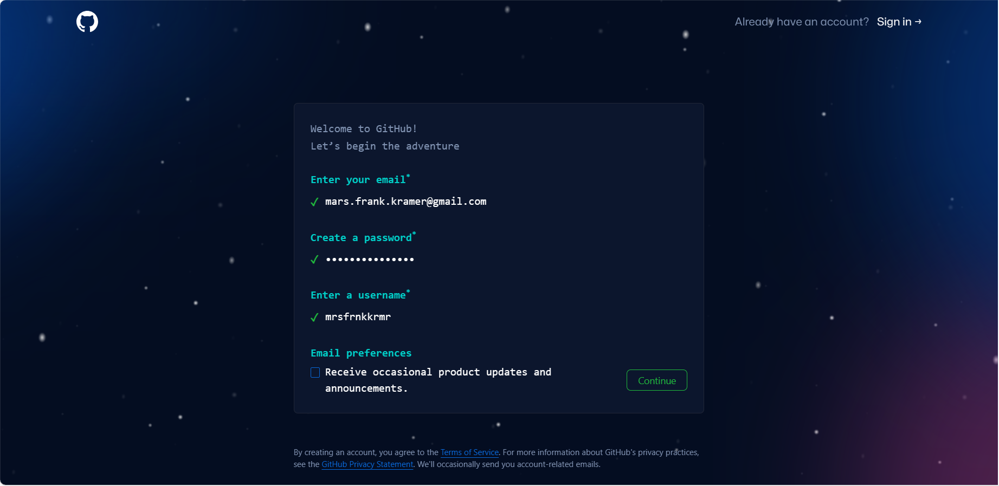 Already have an account? Sign in →
Welcome to GitHub!
Let’s begin the adventure
Enter your email*
✓ mars.frank.kramer@gmail.com
Create a password*
✓ •••••••••••••••
Enter a username*
✓ mrsfrnkkrmr
Email preferences
Receive occasional product updates and
announcements.
Continue
By creating an account, you agree to the Terms of Service. For more information about GitHub's privacy practices,
see the GitHub Privacy Statement. We'll occasionally send you account-related emails.